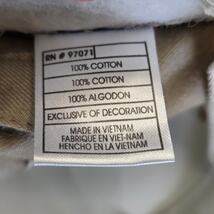 RN # 97071
100% COTTON
100% COTTON
100% ALGODON
EXCLUSIVE OF DECORATION
MADE IN VIETNAM
FABRIQUE EN VIET-NAM
HENCHO EN LA VIETNAM